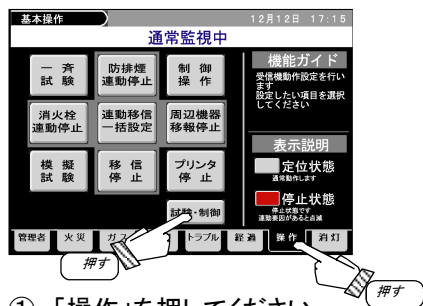 基本操作
12月12日 17:15
通常監視中
一斉
試験
防排煙
連動停止
制御
操作
消火栓
連動停止
連動移信
一括設定
周辺機器
移報停止
模擬
試験
移信
停止
プリンタ
停止
試験・制御
機能ガイド
受信機動作設定を行い
ます
設定したい項目を選択
してください
表示説明
定位状態
通常動作します
停止状態
停止状態です
連動要因があると点滅
管理者 火災 ガス トラブル 経過 操作 消灯
押す
押す
① 「操作」を押してください